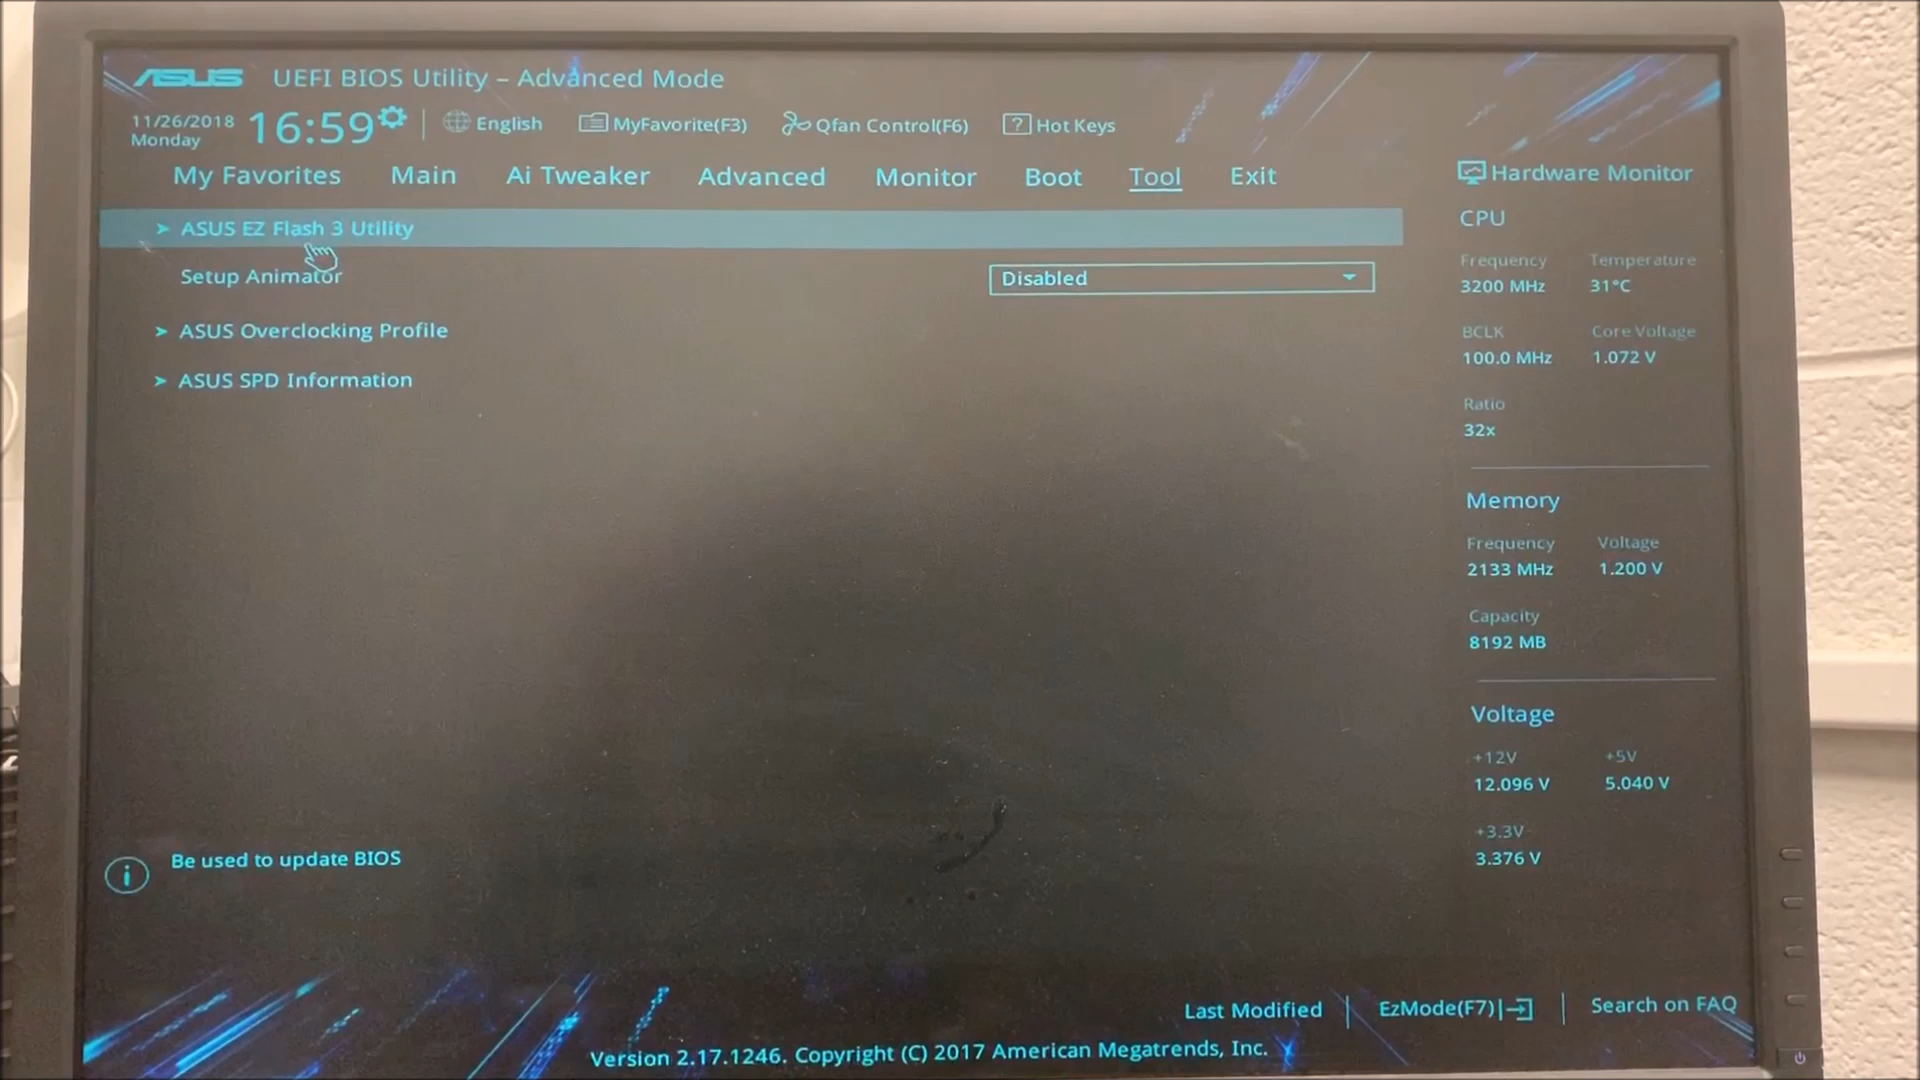 ASUS UEFI BIOS Utility – Advanced Mode
11/26/2018
Monday
16:59
English
MyFavorite(F3)
Qfan Control(F6)
? Hot Keys
My Favorites Main Ai Tweaker Advanced Monitor Boot Tool Exit
ASUS EZ Flash 3 Utility
Setup Animator Disabled
ASUS Overclocking Profile
ASUS SPD Information
Hardware Monitor
CPU
Frequency Temperature
3200 MHz 31°C
BCLK Core Voltage
100.0 MHz 1.072 V
Ratio
32x
Memory
Frequency Voltage
2133 MHz 1.200 V
Capacity
8192 MB
Voltage
+12V +5V
12.096 V 5.040 V
+3.3V
3.376 V
i Be used to update BIOS
Last Modified EzMode(F7) Search on FAQ
Version 2.17.1246. Copyright (C) 2017 American Megatrends, Inc.